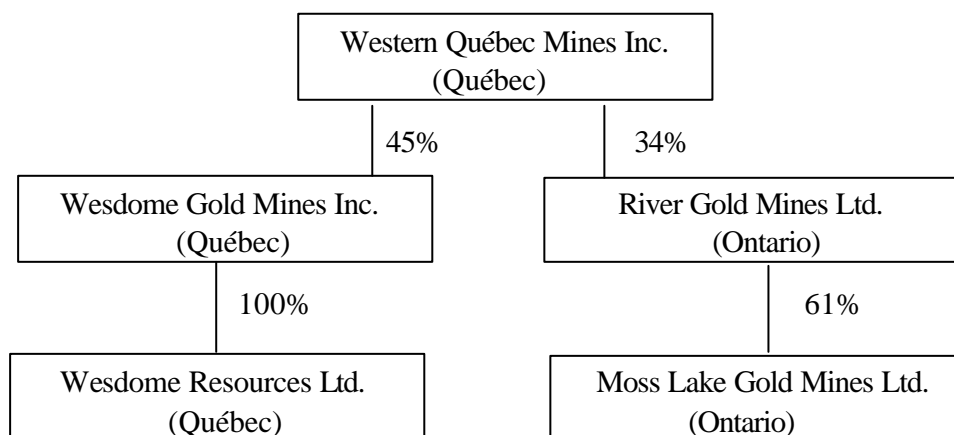 Western Québec Mines Inc.
(Québec)
45%
34%
Wesdome Gold Mines Inc.
(Québec)
River Gold Mines Ltd.
(Ontario)
100%
61%
Wesdome Resources Ltd.
(Québec)
Moss Lake Gold Mines Ltd.
(Ontario)